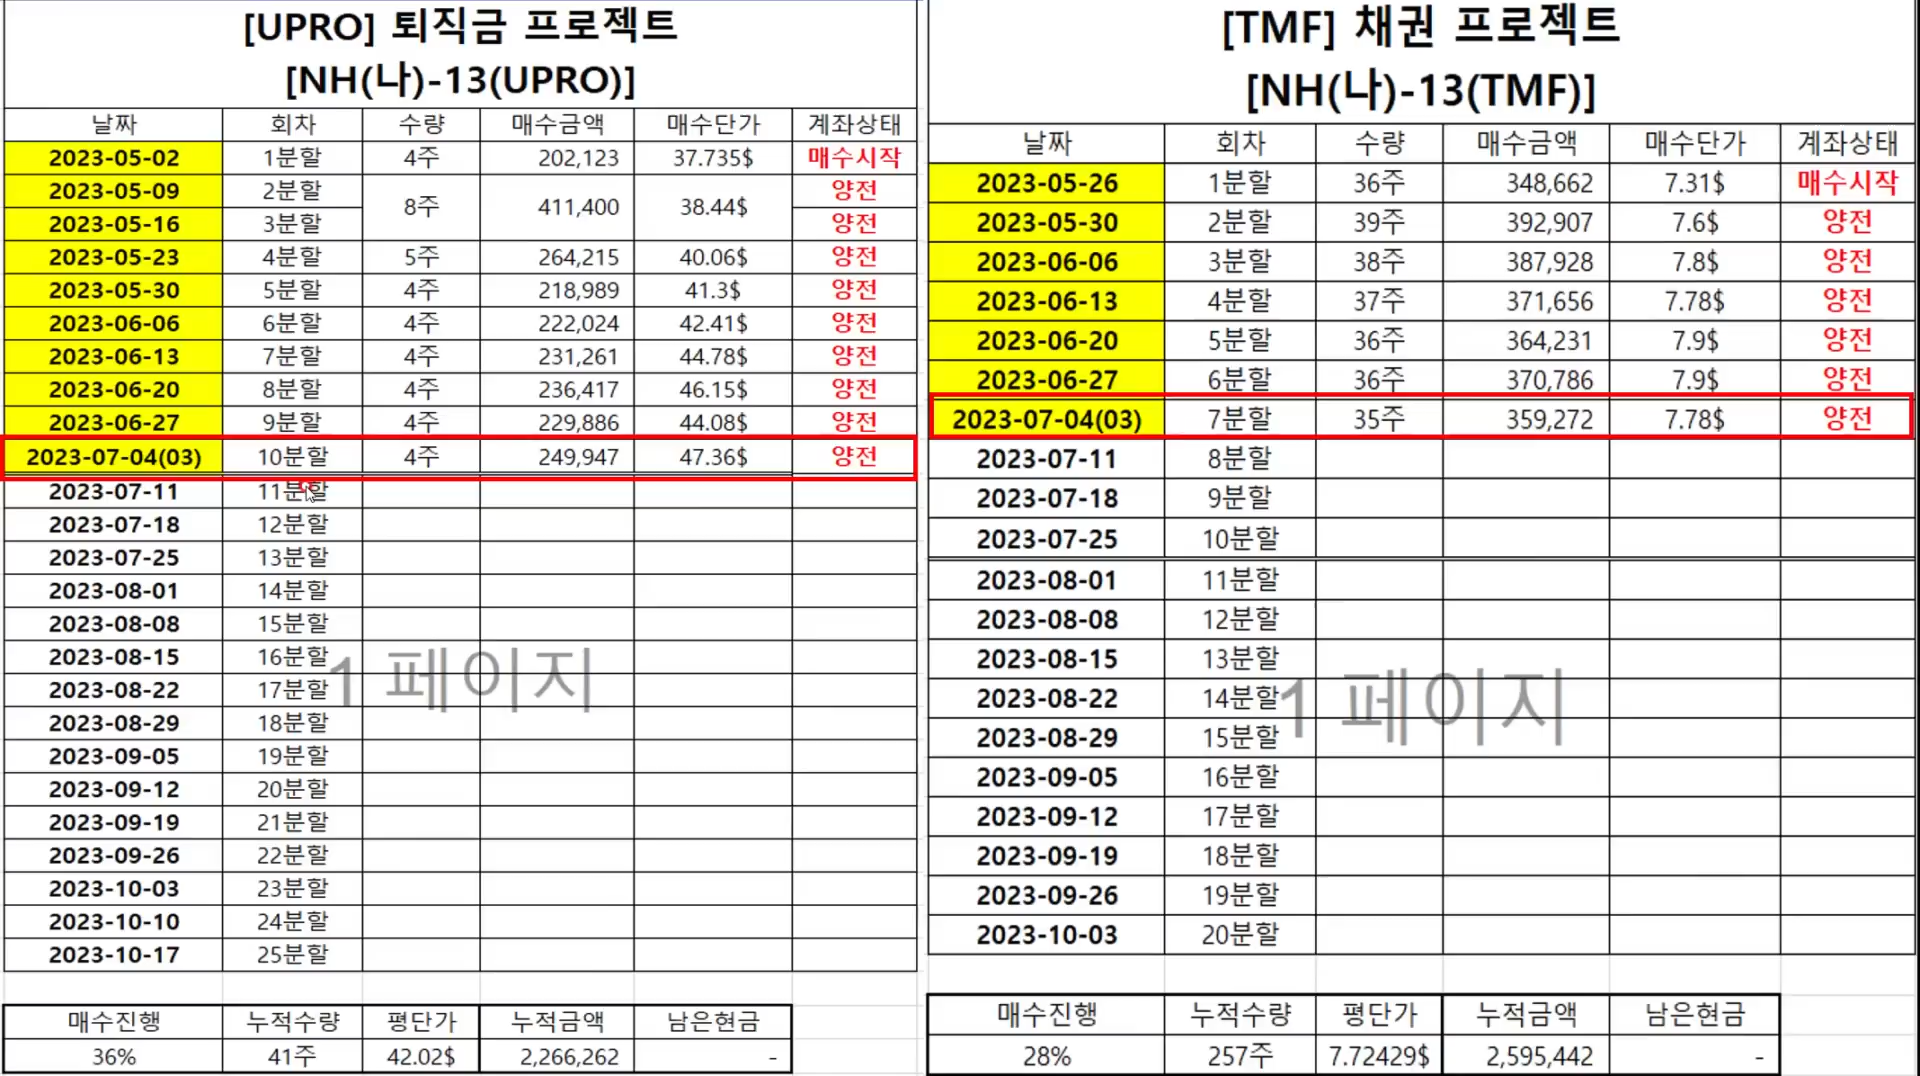 [UPRO] 퇴직금 프로젝트
[NH(나)-13(UPRO)]
날짜 회차 수량 매수금액 매수단가 계좌상태
2023-05-02 1분할 4주 202,123 37.735$ 매수시작
2023-05-09 2분할 8주 411,400 38.44$ 양전
2023-05-16 3분할 양전
2023-05-23 4분할 5주 264,215 40.06$ 양전
2023-05-30 5분할 4주 218,989 41.3$ 양전
2023-06-06 6분할 4주 222,024 42.41$ 양전
2023-06-13 7분할 4주 231,261 44.78$ 양전
2023-06-20 8분할 4주 236,417 46.15$ 양전
2023-06-27 9분할 4주 229,886 44.08$ 양전
2023-07-04(03) 10분할 4주 249,947 47.36$ 양전
2023-07-11 11분할
2023-07-18 12분할
2023-07-25 13분할
2023-08-01 14분할
2023-08-08 15분할
2023-08-15 16분할
2023-08-22 17분할
2023-08-29 18분할
2023-09-05 19분할
2023-09-12 20분할
2023-09-19 21분할
2023-09-26 22분할
2023-10-03 23분할
2023-10-10 24분할
2023-10-17 25분할
1 페이지
매수진행 누적수량 평단가 누적금액 남은현금
36% 41주 42.02$ 2,266,262 -
[TMF] 채권 프로젝트
[NH(나)-13(TMF)]
날짜 회차 수량 매수금액 매수단가 계좌상태
2023-05-26 1분할 36주 348,662 7.31$ 매수시작
2023-05-30 2분할 39주 392,907 7.6$ 양전
2023-06-06 3분할 38주 387,928 7.8$ 양전
2023-06-13 4분할 37주 371,656 7.78$ 양전
2023-06-20 5분할 36주 364,231 7.9$ 양전
2023-06-27 6분할 36주 370,786 7.9$ 양전
2023-07-04(03) 7분할 35주 359,272 7.78$ 양전
2023-07-11 8분할
2023-07-18 9분할
2023-07-25 10분할
2023-08-01 11분할
2023-08-08 12분할
2023-08-15 13분할
2023-08-22 14분할
2023-08-29 15분할
2023-09-05 16분할
2023-09-12 17분할
2023-09-19 18분할
2023-09-26 19분할
2023-10-03 20분할
1 페이지
매수진행 누적수량 평단가 누적금액 남은현금
28% 257주 7.72429$ 2,595,442 -